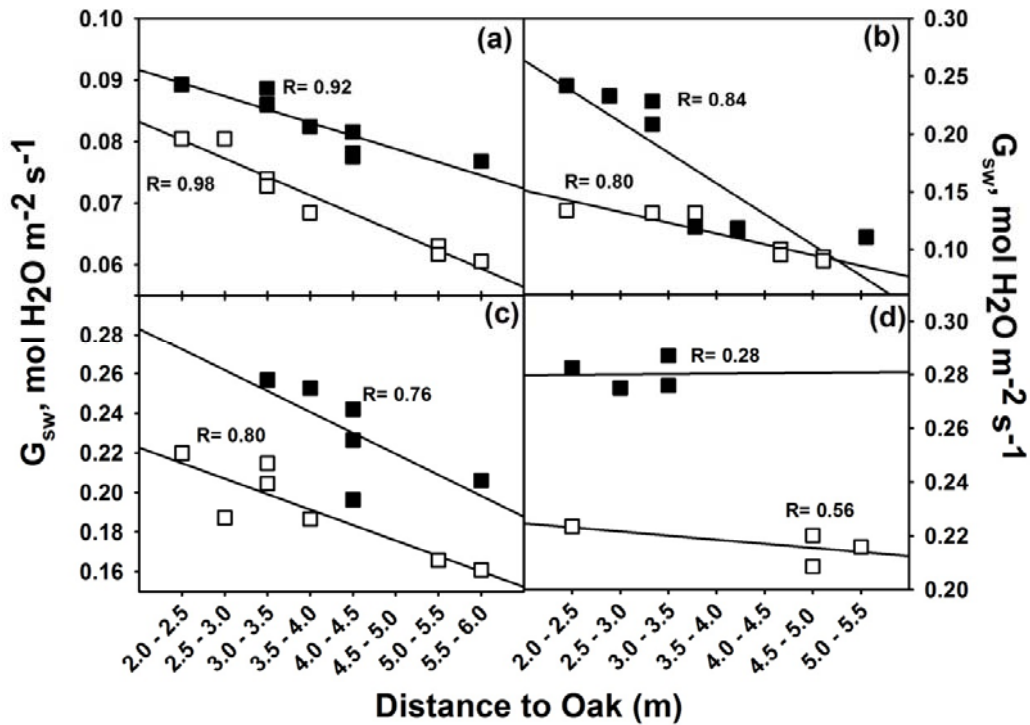 0.10
0.09
0.08
0.07
0.06
(a)
R= 0.92
R= 0.98
0.30
0.25
0.20
0.15
0.10
(b)
R= 0.84
R= 0.80
Gsw, mol H2O m-2 s-1
Gsw, mol H2O m-2 s-1
0.28
0.26
0.24
0.22
0.20
0.18
0.16
(c)
R= 0.76
R= 0.80
0.30
0.28
0.26
0.24
0.22
0.20
(d)
R= 0.28
R= 0.56
2.0 - 2.5
2.5 - 3.0
3.0 - 3.5
3.5 - 4.0
4.0 - 4.5
4.5 - 5.0
5.0 - 5.5
5.5 - 6.0
2.0 - 2.5
2.5 - 3.0
3.0 - 3.5
3.5 - 4.0
4.0 - 4.5
4.5 - 5.0
5.0 - 5.5
Distance to Oak (m)